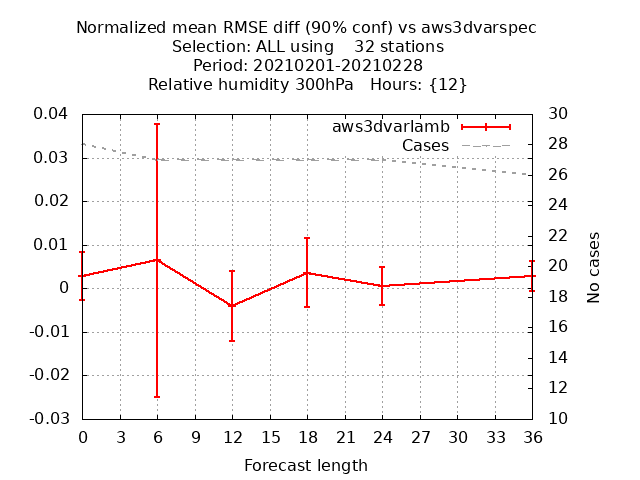 Normalized mean RMSE diff (90% conf) vs aws3dvarspec
Selection: ALL using    32 stations
Period: 20210201-20210228
Relative humidity 300hPa   Hours: {12}
0.04
0.03
0.02
0.01
0
-0.01
-0.02
-0.03
aws3dvarlamb
Cases
30
28
26
24
22
20
18
16
14
12
10
No cases
0 3 6 9 12 15 18 21 24 27 30 33 36
Forecast length